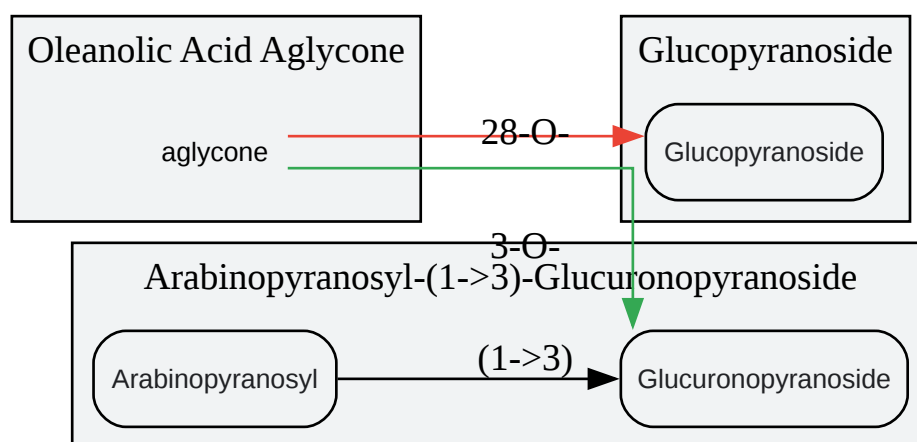 Oleanolic Acid Aglycone
Glucopyranoside
28-O-
aglycone
Glucopyranoside
3-O-
Arabinopyranosyl-(1->3)-Glucuronopyranoside
(1->3)
Arabinopyranosyl
Glucuronopyranoside